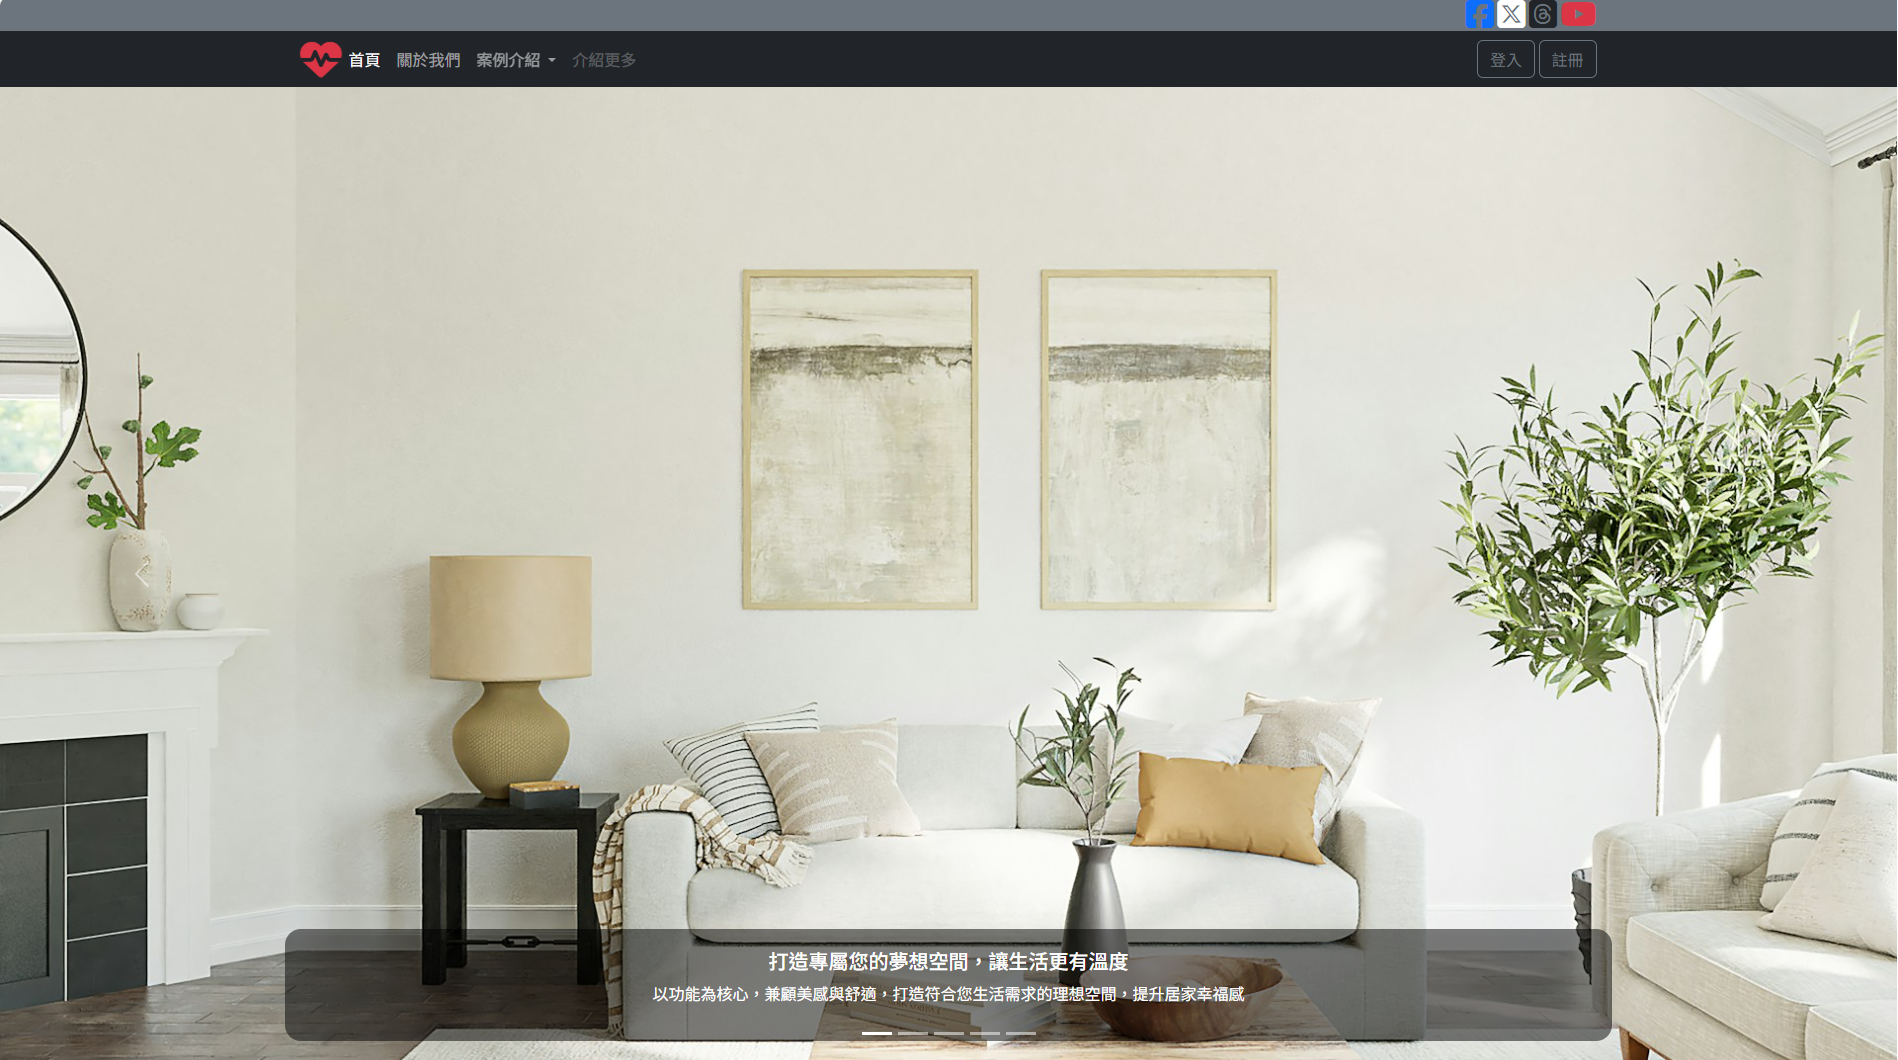 首頁 關於我們 案例介紹 介紹更多 登入 註冊
打造專屬您的夢想空間，讓生活更有溫度
以功能為核心，兼顧美感與舒適，打造符合您生活需求的理想空間，提升居家幸福感